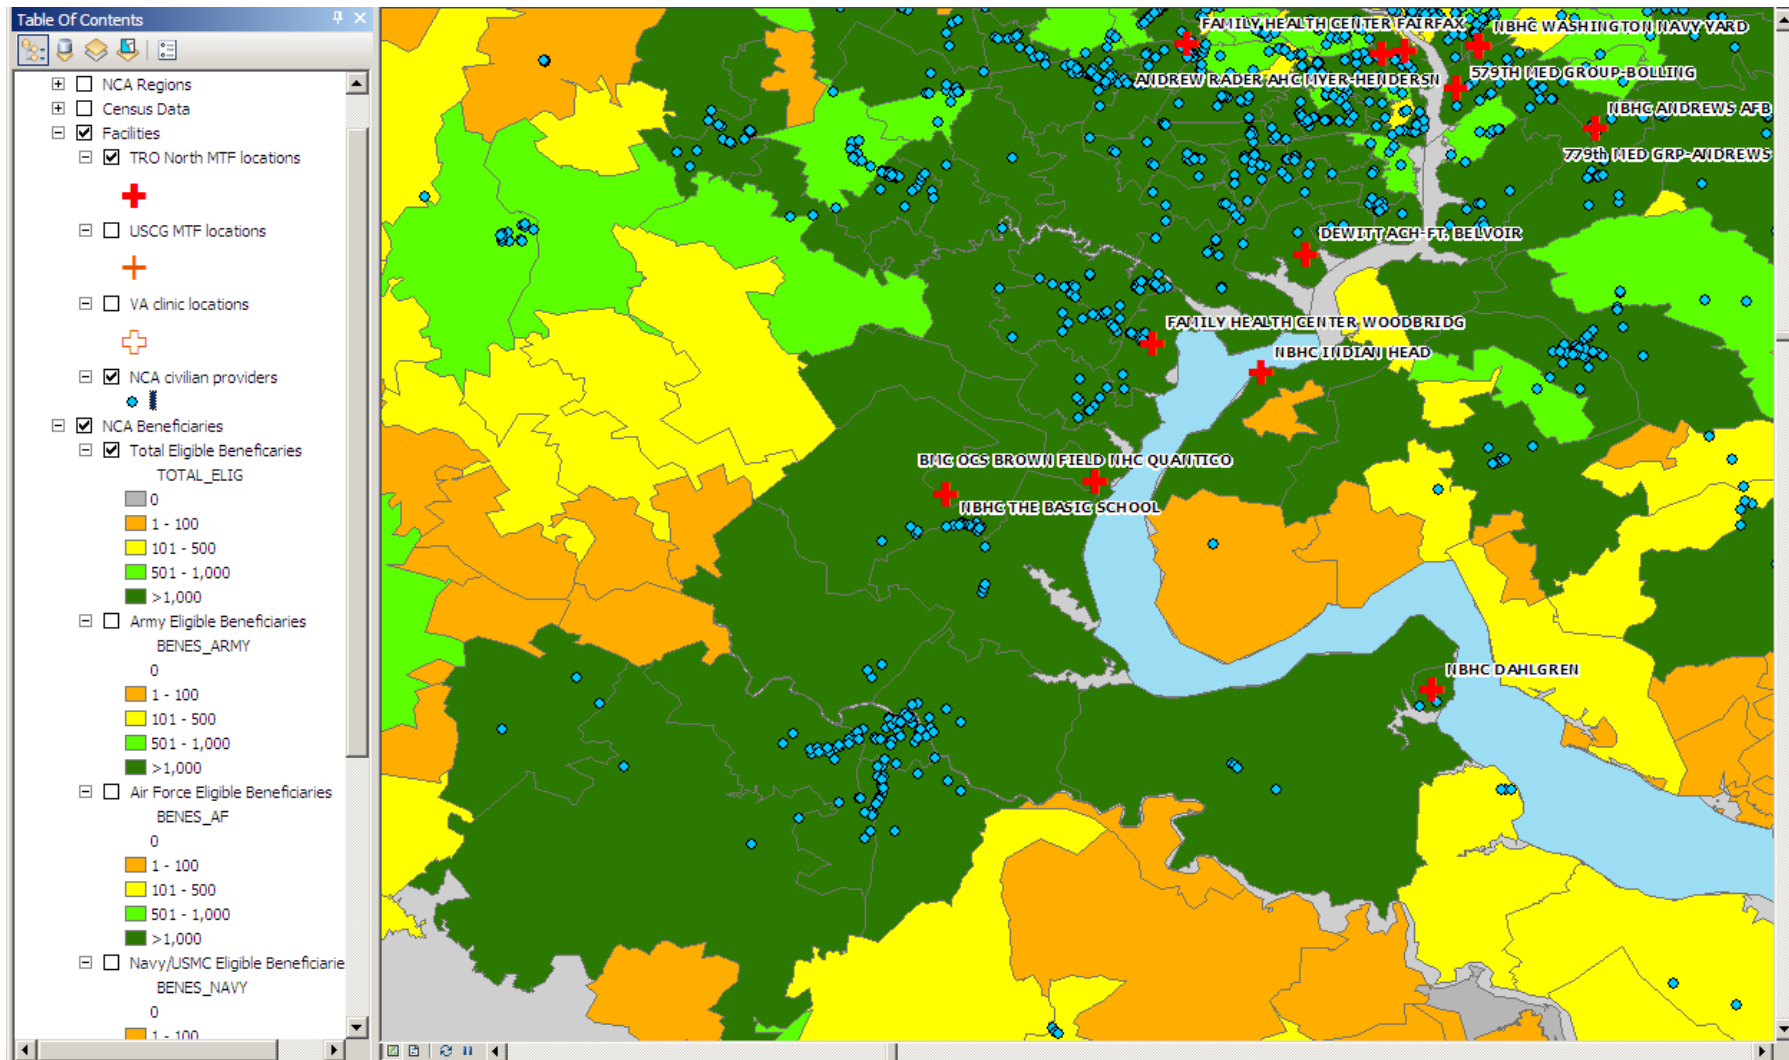 Table Of Contents
NCA Regions
Census Data
Facilities
TRO North MTF locations
USCG MTF locations
VA clinic locations
NCA civilian providers
NCA Beneficiaries
Total Eligible Beneficaries
TOTAL_ELIG
0
1 - 100
101 - 500
501 - 1,000
>1,000
Army Eligible Beneficiaries
BENES_ARMY
0
1 - 100
101 - 500
501 - 1,000
>1,000
Air Force Eligible Beneficiaries
BENES_AF
0
1 - 100
101 - 500
501 - 1,000
>1,000
Navy/USMC Eligible Beneficiarie
BENES_NAVY
0
1 - 100
FAMILY HEALTH CENTER FAIRFAX
NBHC WASHINGTON NAVY YARD
ANDREW RADER AHC MYER-HENDERSN
579TH MED GROUP-BOLLING
NBHC ANDREWS AFB
779th MED GRP-ANDREWS
DEWITT ACH-FT. BELVOIR
FAMILY HEALTH CENTER WOODBRIDG
NBHC INDIAN HEAD
BMC OCS BROWN FIELD NHC QUANTICO
NBHC THE BASIC SCHOOL
NBHC DAHLGREN